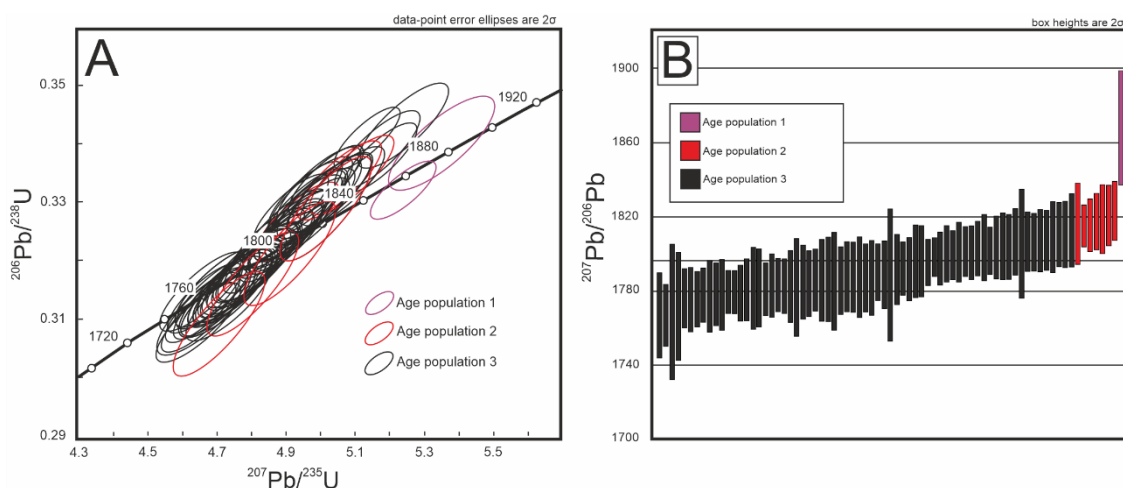 data-point error ellipses are 2σ
A
0.35
0.33
0.31
0.29
206Pb/238U
1920
1880
1840
1800
1760
1720
Age population 1
Age population 2
Age population 3
4.3
4.5
4.7
4.9
5.1
5.3
5.5
207Pb/235U
box heights are 2σ
B
1900
1860
1820
1780
1740
1700
207Pb/206Pb
Age population 1
Age population 2
Age population 3